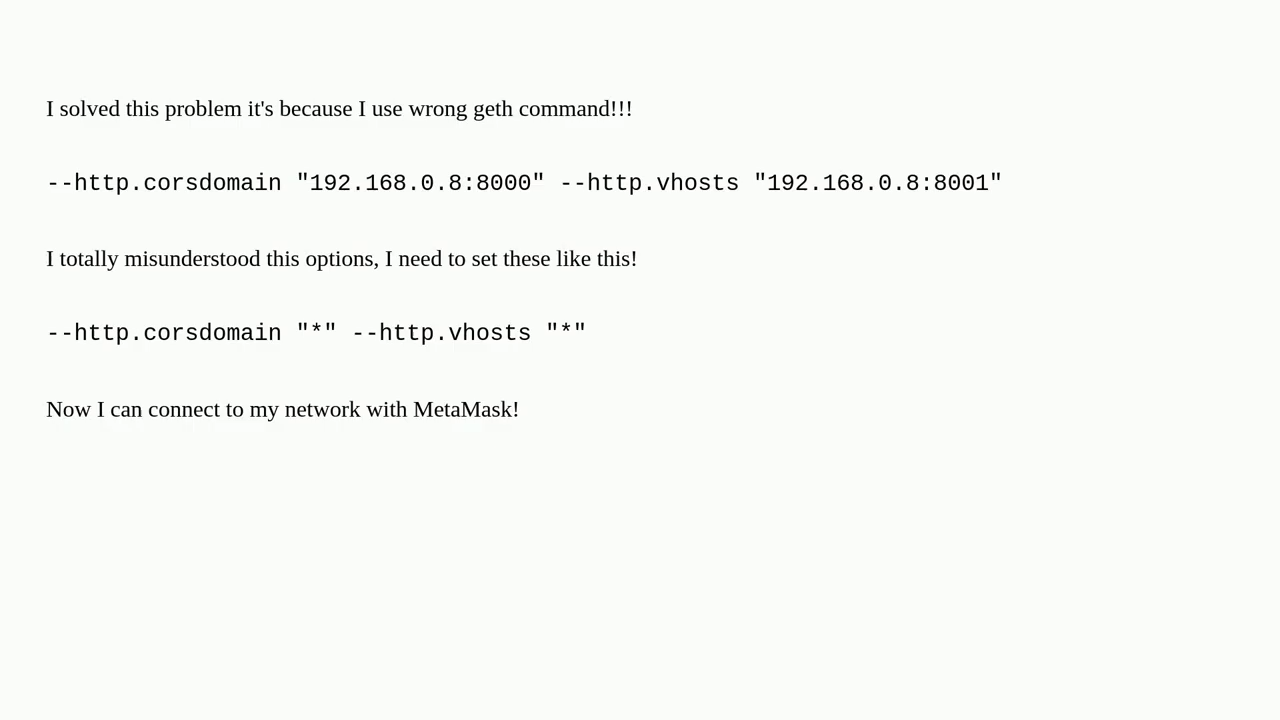 I solved this problem it's because I use wrong geth command!!!
--http.corsdomain "192.168.0.8:8000" --http.vhosts "192.168.0.8:8001"
I totally misunderstood this options, I need to set these like this!
--http.corsdomain "*" --http.vhosts "*"
Now I can connect to my network with MetaMask!